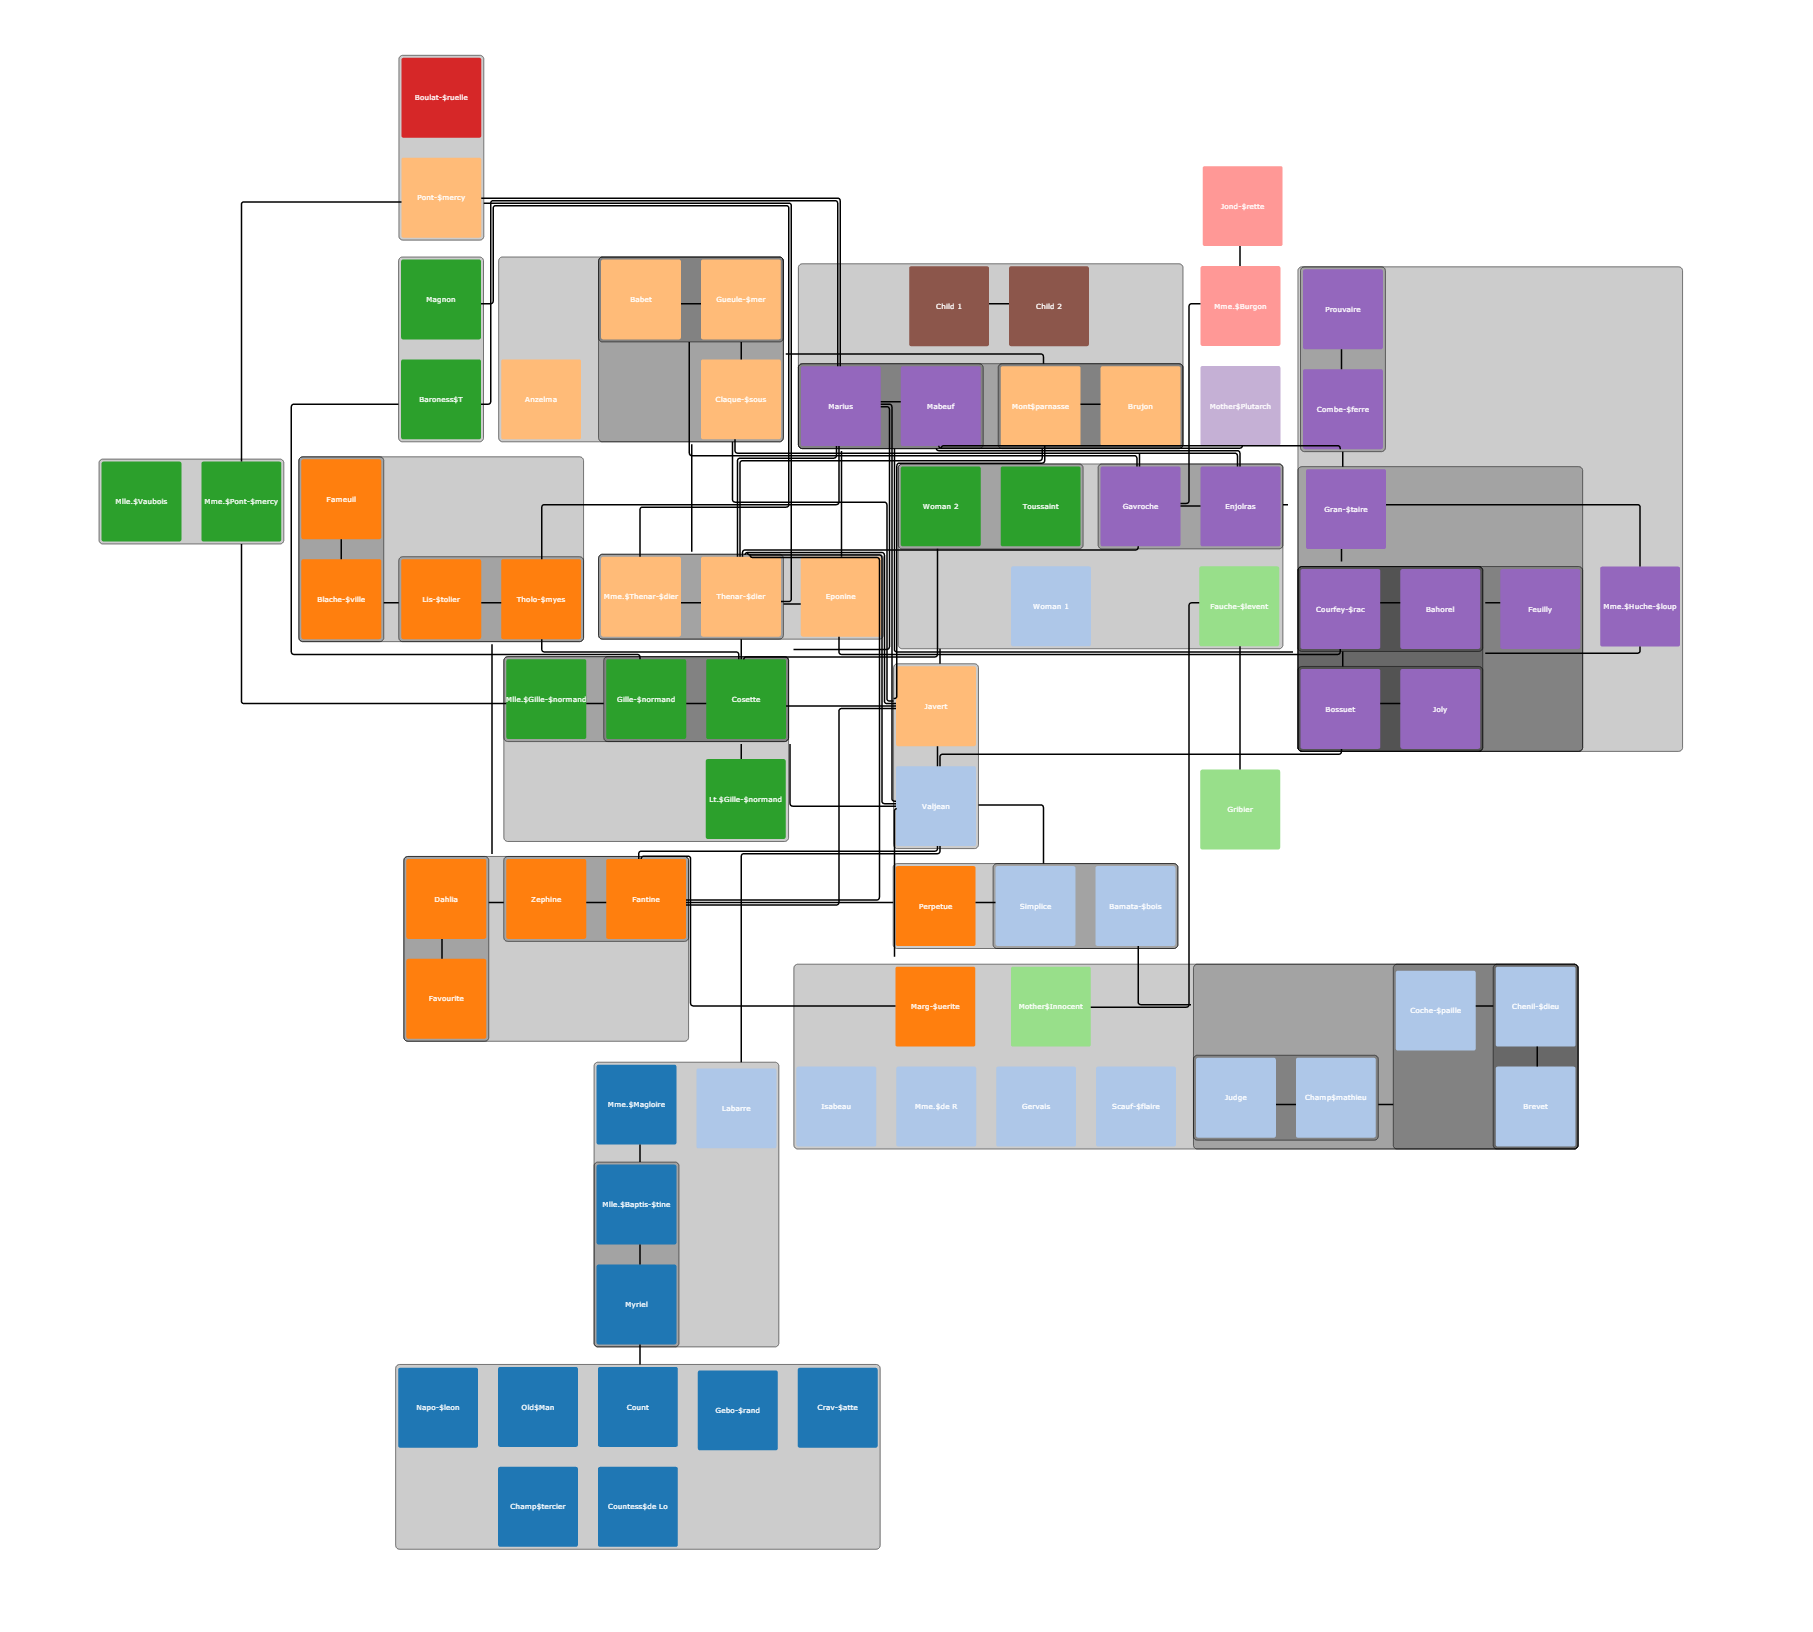 Boulat-$ruelle
Pont-$mercy
Jond-$rette
Magnon
Babet
Gueule-$mer
Child 1
Child 2
Mme.$Burgon
Prouvaire
Baroness$T
Anzelma
Claque-$sous
Marius
Mabeuf
Mont$parnasse
Brujon
Mother$Plutarch
Combe-$ferre
Mlle.$Vaubois
Mme.$Pont-$mercy
Fameuil
Woman 2
Toussaint
Gavroche
Enjolras
Gran-$taire
Blache-$ville
Lis-$tolier
Tholo-$myes
Mme.$Thenar-$dier
Thenar-$dier
Eponine
Woman 1
Fauche-$levent
Courfey-$rac
Bahorel
Feuilly
Mme.$Huche-$loup
Mlle.$Gille-$normand
Gille-$normand
Cosette
Javert
Bossuet
Joly
Lt.$Gille-$normand
Valjean
Gribier
Dahlia
Zephine
Fantine
Perpetue
Simplice
Bamata-$bois
Favourite
Marg-$uerite
Mother$Innocent
Coche-$paille
Chenil-$dieu
Mme.$Magloire
Labarre
Isabeau
Mme.$de R
Gervais
Scauf-$flaire
Judge
Champ$mathieu
Brevet
Mlle.$Baptis-$tine
Myriel
Napo-$leon
Old$Man
Count
Gebo-$rand
Crav-$atte
Champ$tercier
Countess$de Lo